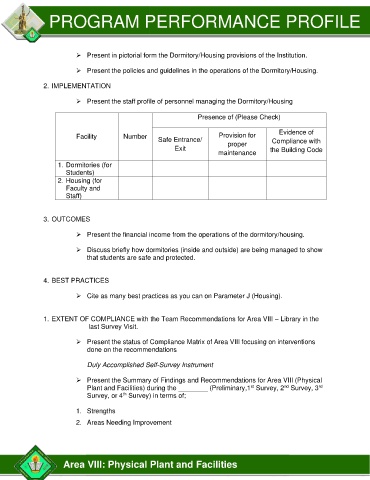 PROGRAM PERFORMANCE PROFILE
➢ Present in pictorial form the Dormitory/Housing provisions of the Institution.
➢ Present the policies and guidelines in the operations of the Dormitory/Housing.
2. IMPLEMENTATION
➢ Present the staff profile of personnel managing the Dormitory/Housing
Facility Number Presence of (Please Check)
Safe Entrance/
Exit
Provision for
proper
maintenance
Evidence of
Compliance with
the Building Code
1. Dormitories (for
Students)
2. Housing (for
Faculty and
Staff)
3. OUTCOMES
➢ Present the financial income from the operations of the dormitory/housing.
➢ Discuss briefly how dormitories (inside and outside) are being managed to show
that students are safe and protected.
4. BEST PRACTICES
➢ Cite as many best practices as you can on Parameter J (Housing).
1. EXTENT OF COMPLIANCE with the Team Recommendations for Area VIII – Library in the
last Survey Visit.
➢ Present the status of Compliance Matrix of Area VIII focusing on interventions
done on the recommendations
Duly Accomplished Self-Survey Instrument
➢ Present the Summary of Findings and Recommendations for Area VIII (Physical
Plant and Facilities) during the ________ (Preliminary,1st Survey, 2nd Survey, 3rd
Survey, or 4th Survey) in terms of;
1. Strengths
2. Areas Needing Improvement
Area VIII: Physical Plant and Facilities